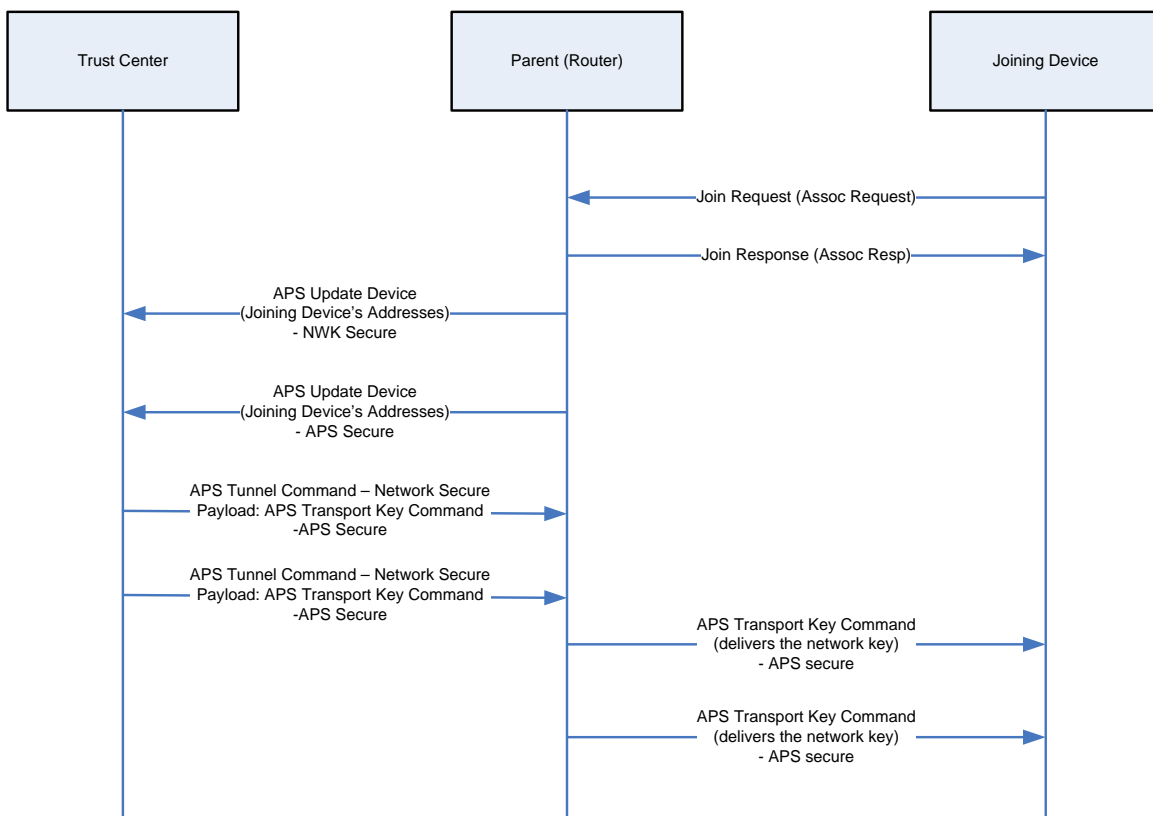 Trust Center
Parent (Router)
Joining Device
Join Request (Assoc Request)
Join Response (Assoc Resp)
APS Update Device
(Joining Device's Addresses)
- NWK Secure
APS Update Device
(Joining Device's Addresses)
- APS Secure
APS Tunnel Command – Network Secure
Payload: APS Transport Key Command
-APS Secure
APS Tunnel Command – Network Secure
Payload: APS Transport Key Command
-APS Secure
APS Transport Key Command
(delivers the network key)
- APS secure
APS Transport Key Command
(delivers the network key)
- APS secure